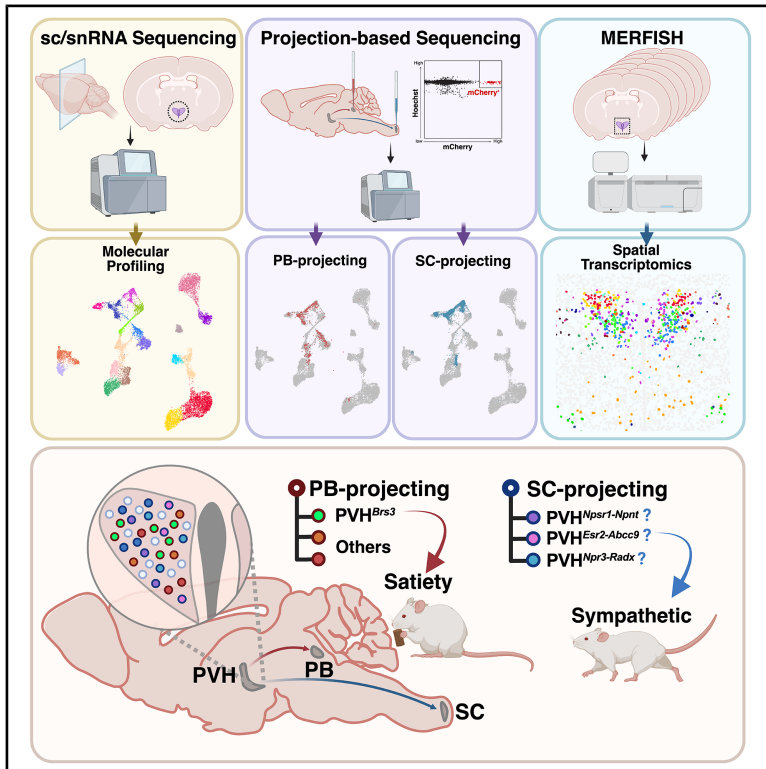 sc/snRNA Sequencing
Projection-based Sequencing
MERFISH
High
Hoechst
low
mCherry⁺
mCherry
High
Molecular
Profiling
PB-projecting
SC-projecting
Spatial
Transcriptomics
PB-projecting
PVHBrs3
Others
Satiety
SC-projecting
PVHNpsr1-Npnt ?
PVHEsr2-Abcc9 ?
PVHNpr3-Radx ?
Sympathetic
PVH
PB
SC